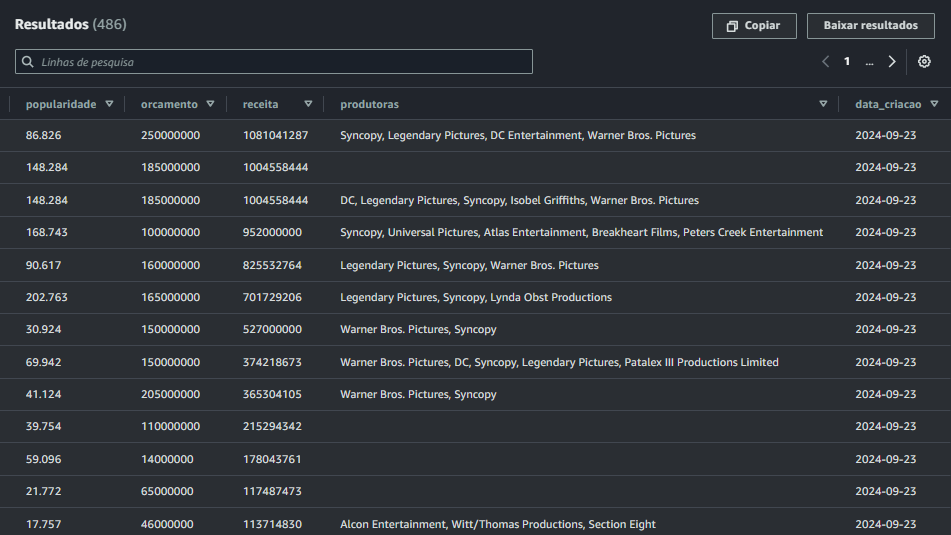 Resultados (486)
Copiar
Baixar resultados
Linhas de pesquisa
1 ...
popularidade orcamento receita produtoras data_criacao
86.826 250000000 1081041287 Syncopy, Legendary Pictures, DC Entertainment, Warner Bros. Pictures 2024-09-23
148.284 185000000 1004558444 2024-09-23
148.284 185000000 1004558444 DC, Legendary Pictures, Syncopy, Isobel Griffiths, Warner Bros. Pictures 2024-09-23
168.743 100000000 952000000 Syncopy, Universal Pictures, Atlas Entertainment, Breakheart Films, Peters Creek Entertainment 2024-09-23
90.617 160000000 825532764 Legendary Pictures, Syncopy, Warner Bros. Pictures 2024-09-23
202.763 165000000 701729206 Legendary Pictures, Syncopy, Lynda Obst Productions 2024-09-23
30.924 150000000 527000000 Warner Bros. Pictures, Syncopy 2024-09-23
69.942 150000000 374218673 Warner Bros. Pictures, DC, Syncopy, Legendary Pictures, Patalex III Productions Limited 2024-09-23
41.124 205000000 365304105 Warner Bros. Pictures, Syncopy 2024-09-23
39.754 110000000 215294342 2024-09-23
59.096 14000000 178043761 2024-09-23
21.772 65000000 117487473 2024-09-23
17.757 46000000 113714830 Alcon Entertainment, Witt/Thomas Productions, Section Eight 2024-09-23